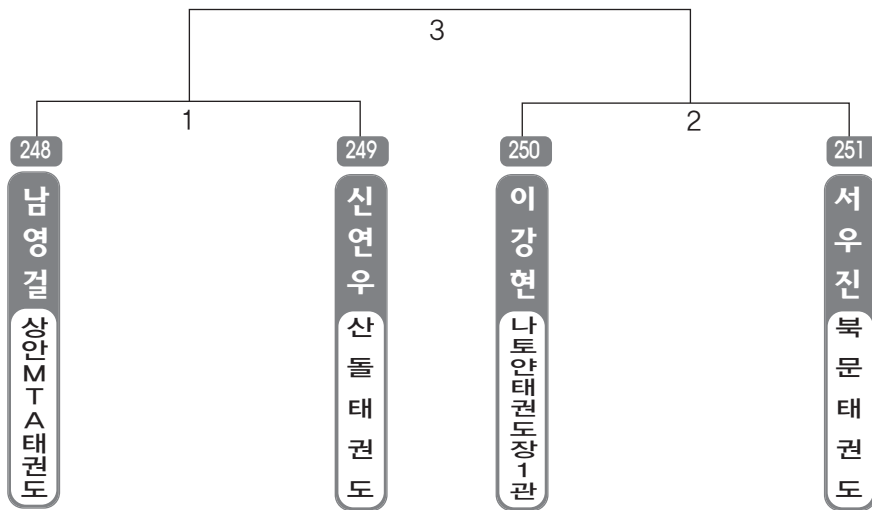 3
1
2
248
249
250
251
남영걸
상안MTA태권도
신연우
산돌태권도
이강현
나토얀태권도장1관
서우진
북문태권도